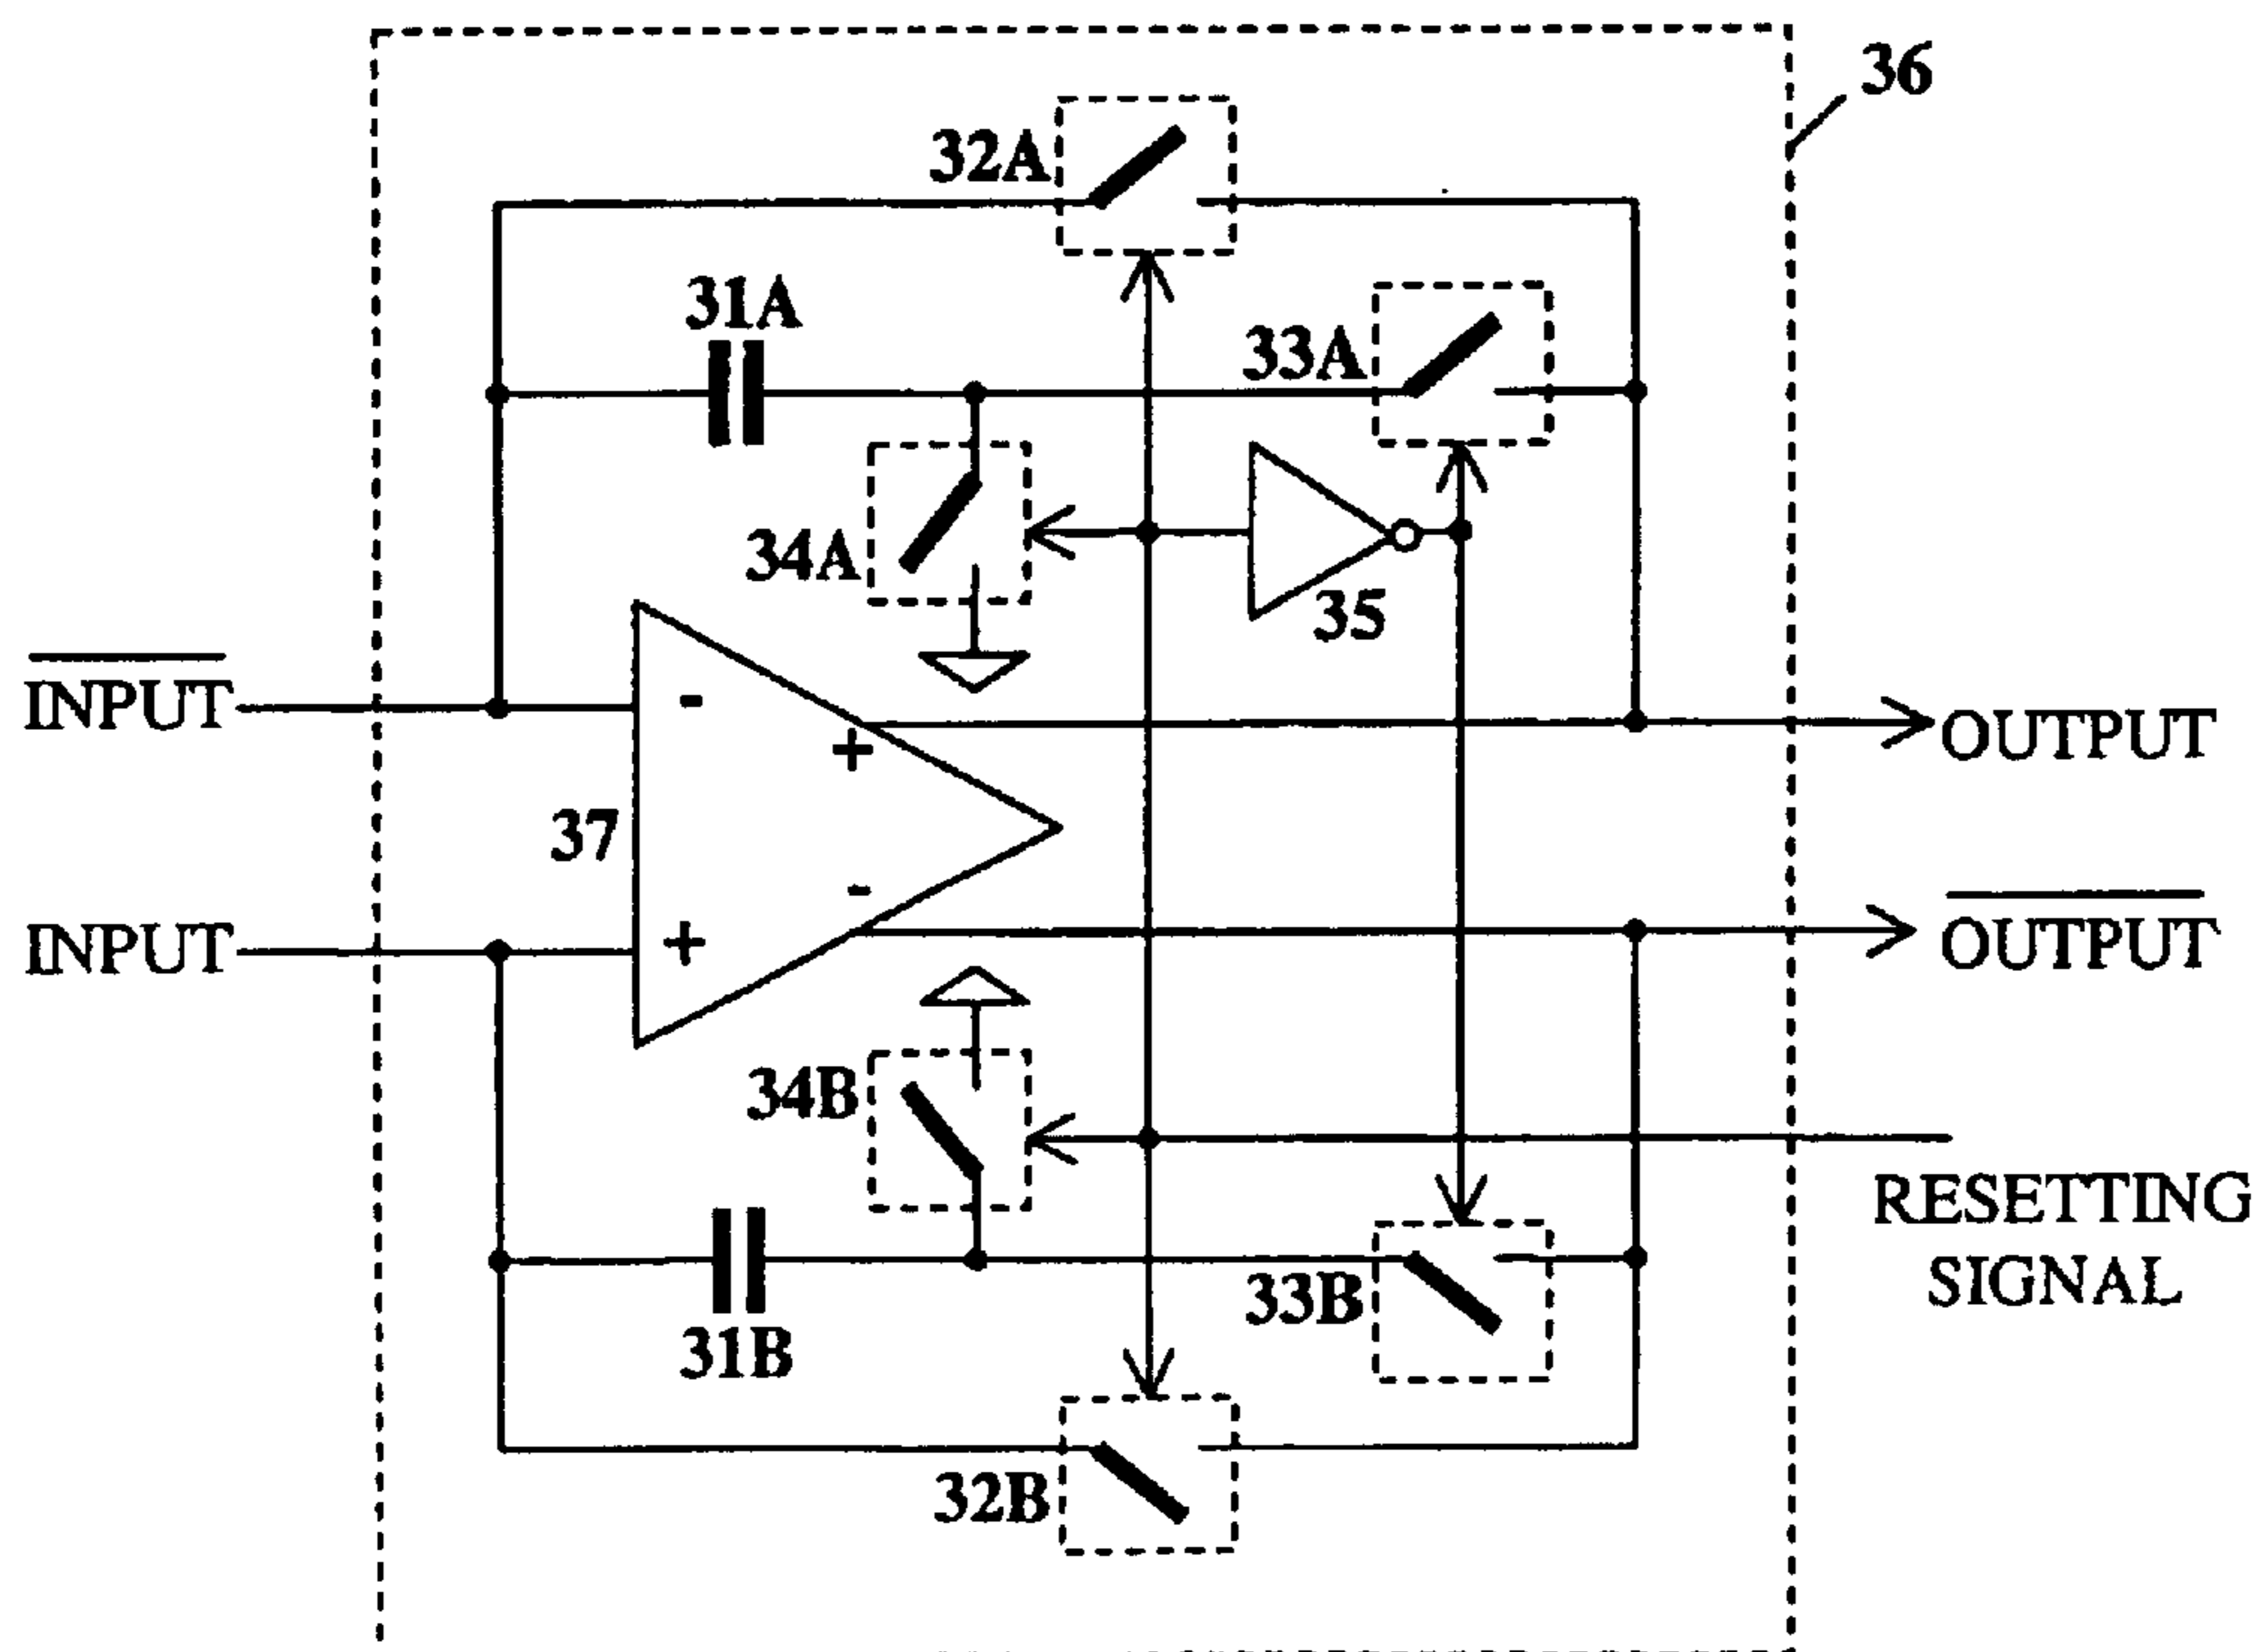 36
32A
31A
33A
34A
35
INPUT
-
+
OUTPUT
37
-
INPUT
+
OUTPUT
34B
RESETTING
SIGNAL
33B
31B
32B